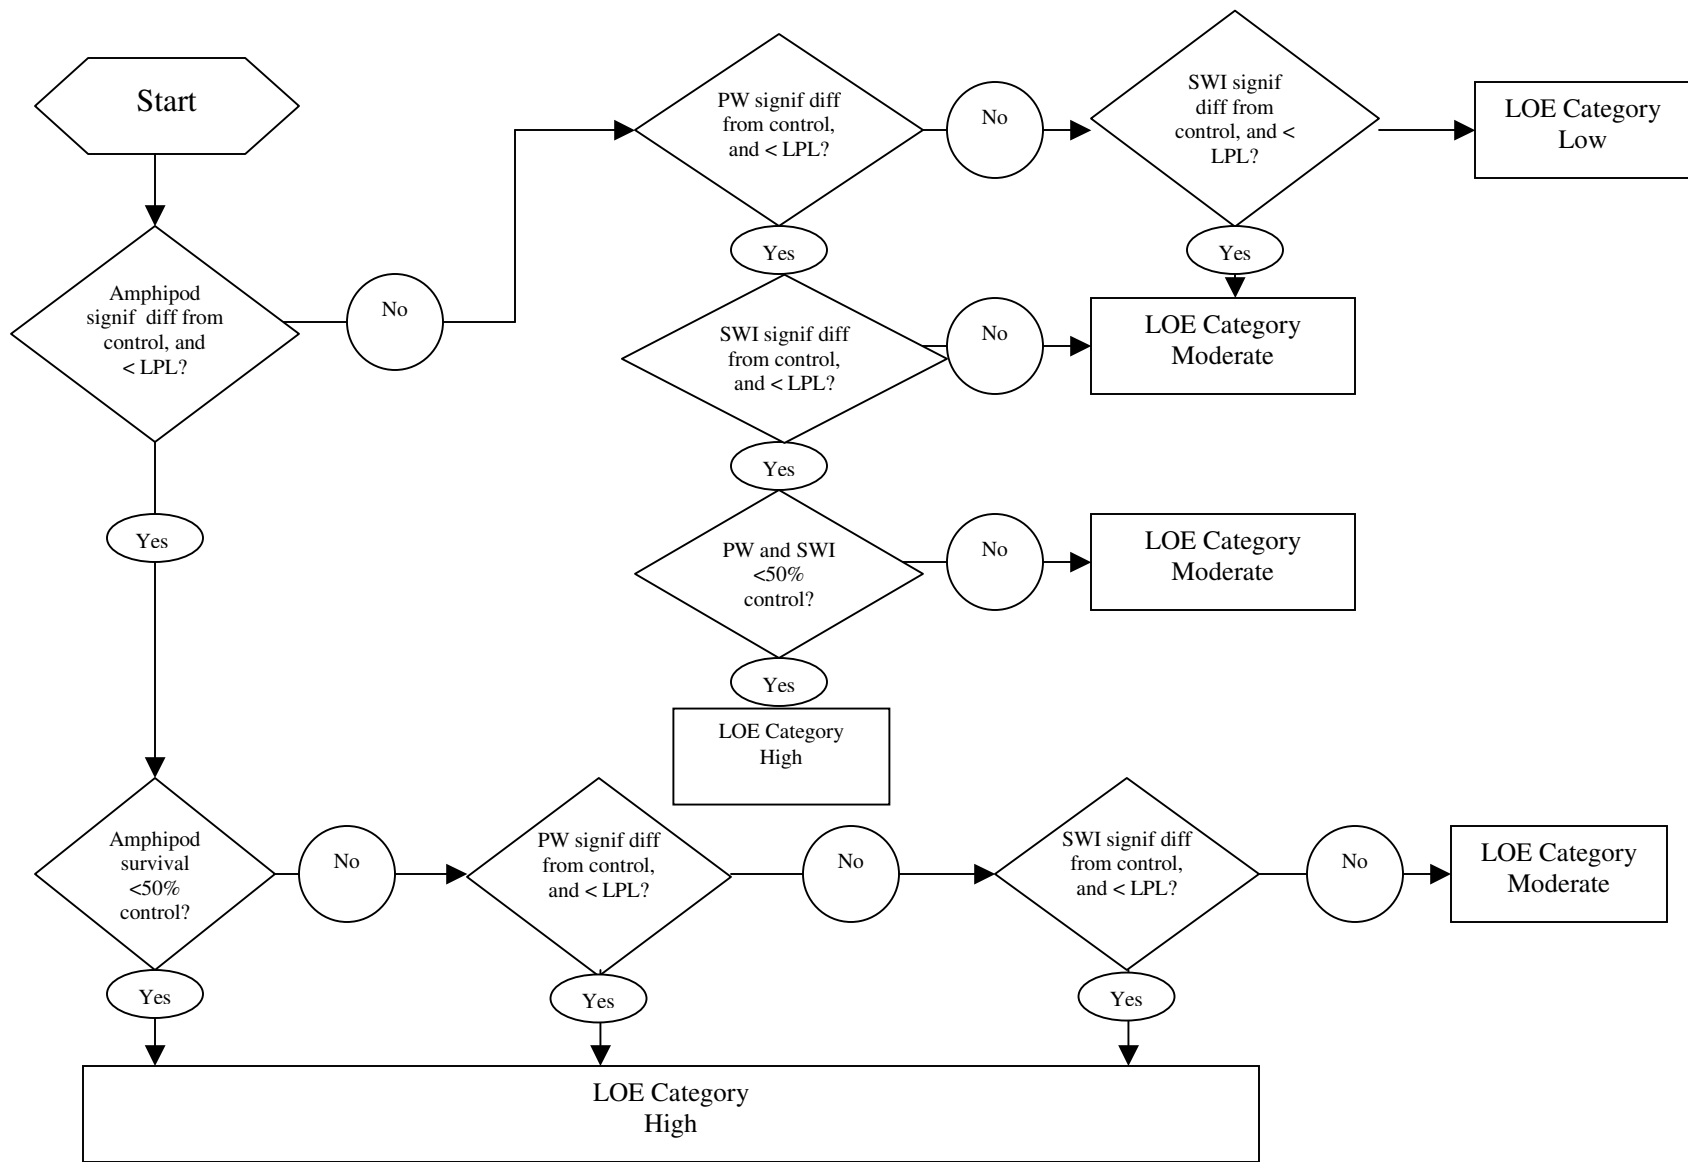 Start
Amphipod
signif  diff from
control, and
< LPL?
No
PW signif diff
from control,
and < LPL?
No
SWI signif
diff from
control, and <
LPL?
LOE Category
Low
Yes
Yes
SWI signif diff
from control,
and < LPL?
No
LOE Category
Moderate
Yes
PW and SWI
<50%
control?
No
LOE Category
Moderate
Yes
LOE Category
High
Yes
Amphipod
survival
<50%
control?
No
PW signif diff
from control,
and < LPL?
No
SWI signif diff
from control,
and < LPL?
No
LOE Category
Moderate
Yes
Yes
Yes
LOE Category
High